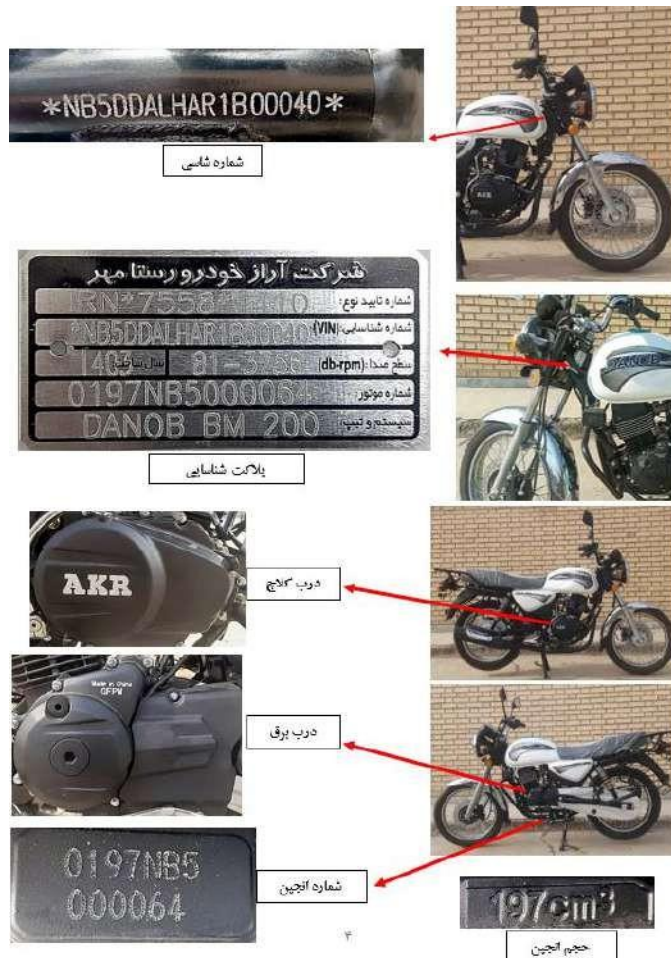 *NB5DDALHAR1B00040*
شماره شاسی
شرکت آراز خودرو رستا مهر
شماره تایید نوع:
شماره شناسایی:(VIN) *NB5DDALHAR1B00040*
سطح صدا:(db-rpm) سال ساخت
شماره موتور: 0197NB5000064
سیستم و تیپ: DANOB BM 200
پلاکت شناسایی
DANOB
AKR
درب کلاچ
Made in China
درب برق
0197NB5
000064
شماره انجین
197cm³
حجم انجین
۴